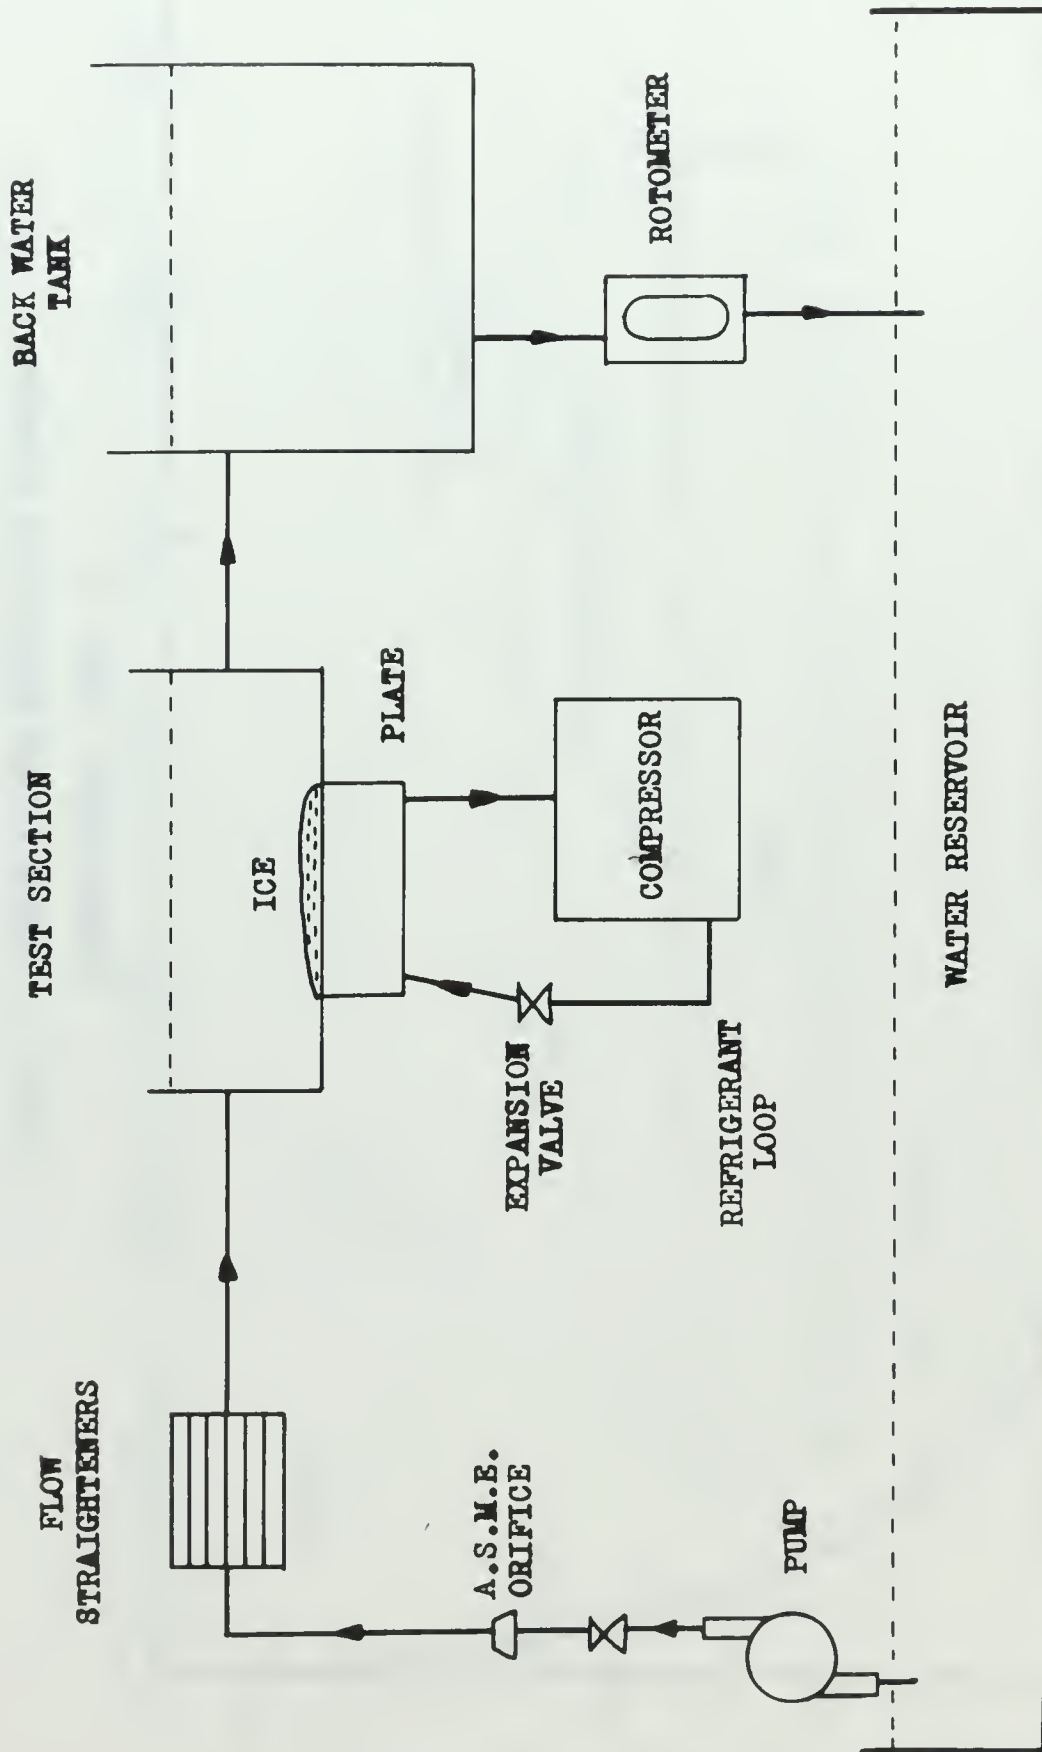 FLOW
STRAIGHTENERS
TEST SECTION
BACK WATER
TANK
ICE
PLATE
A.S.M.E.
ORIFICE
EXPANSION
VALVE
COMPRESSOR
ROTOMETER
REFRIGERANT
LOOP
PUMP
WATER RESERVOIR